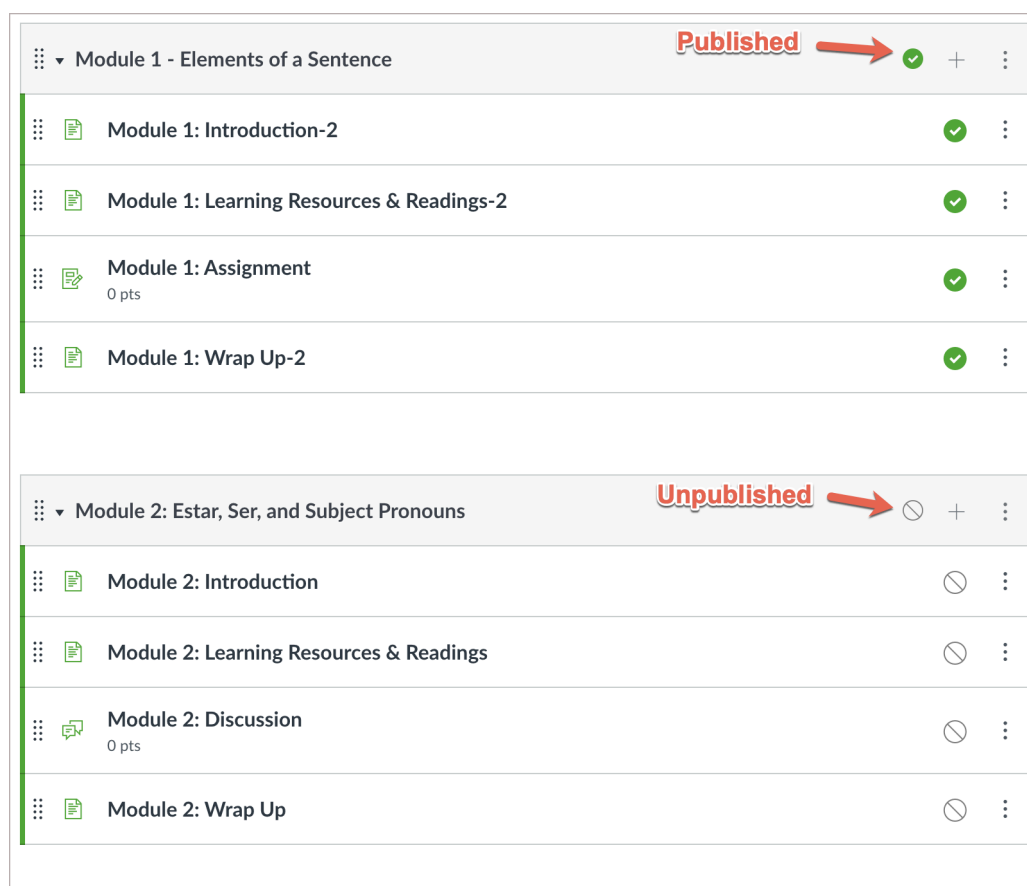 Published
Module 1 - Elements of a Sentence
Module 1: Introduction-2
Module 1: Learning Resources & Readings-2
Module 1: Assignment
0 pts
Module 1: Wrap Up-2
Unpublished
Module 2: Estar, Ser, and Subject Pronouns
Module 2: Introduction
Module 2: Learning Resources & Readings
Module 2: Discussion
0 pts
Module 2: Wrap Up